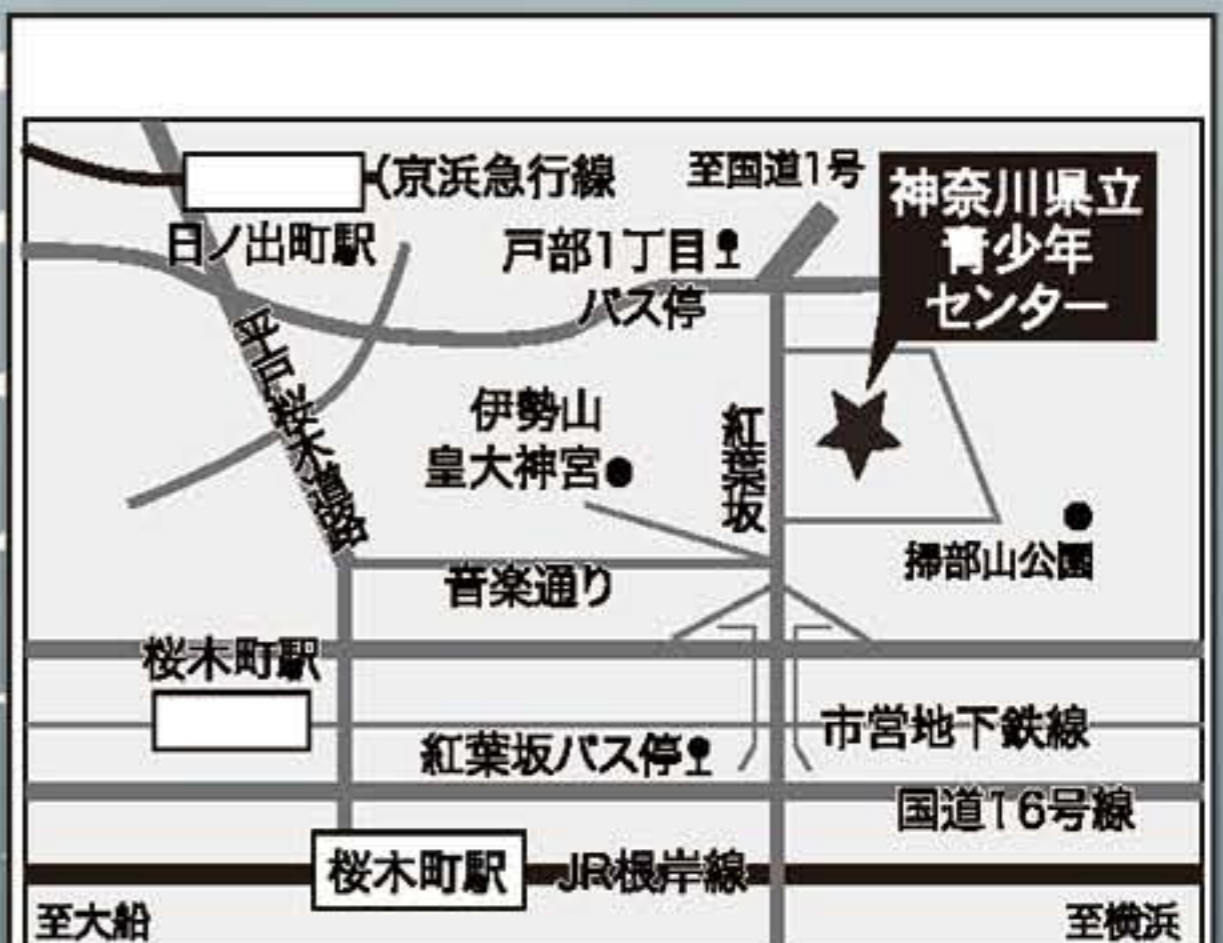 (京浜急行線
至国道1号
神奈川県立
青少年
センター
日ノ出町駅
戸部1丁目
バス停
平戸桜木道路
伊勢山
皇大神宮
紅葉坂
掃部山公園
音楽通り
桜木町駅
市営地下鉄線
紅葉坂バス停
国道16号線
桜木町駅
JR根岸線
至大船
至横浜